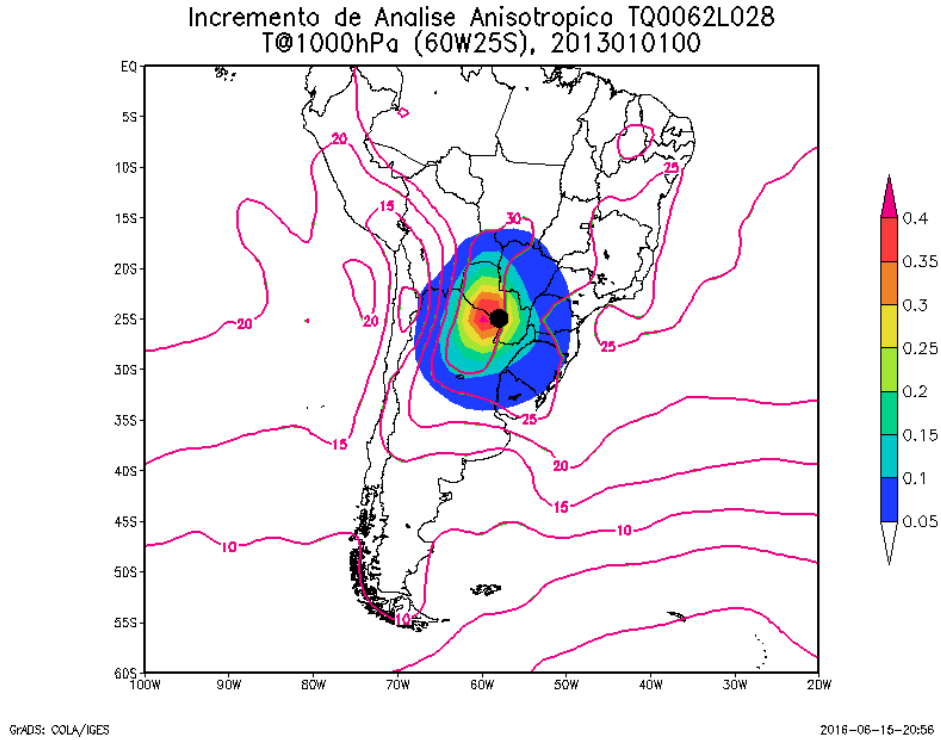 Incremento de Analise Anisotropico TQ0062L028
T@1000hPa (60W25S), 2013010100
EQ
5S
10S
15S
20S
25S
30S
35S
40S
45S
50S
55S
60S
100W 90W 80W 70W 60W 50W 40W 30W 20W
20
25
15
30
20
20
25
25
15
20
15
10
10
10
0.4
0.35
0.3
0.25
0.2
0.15
0.1
0.05
GrADS: COLA/IGES
2016-06-15-20:56